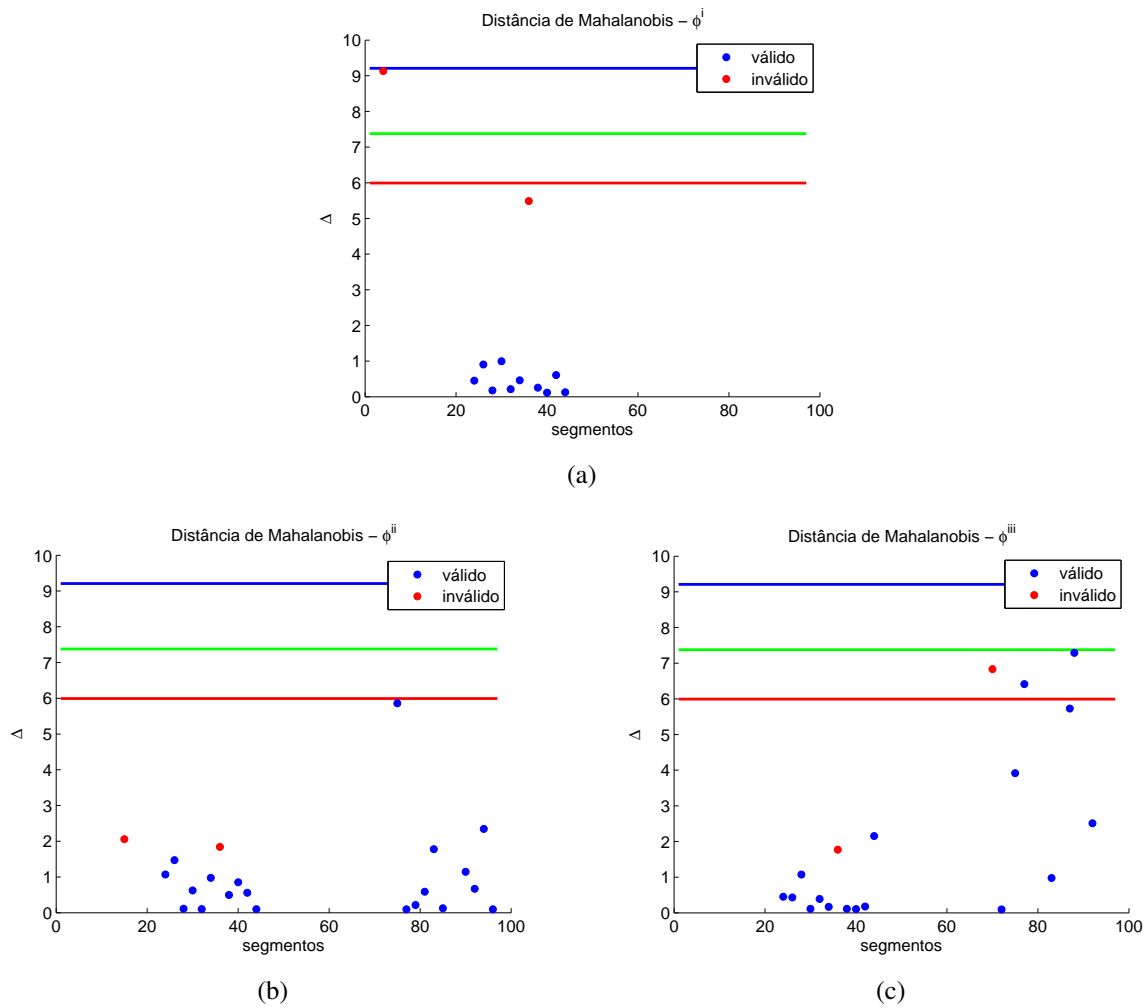 Distância de Mahalanobis − ϕ^i
10
9
8
7
6
5
4
3
2
1
0
Δ
válido
inválido
0 20 40 60 80 100
segmentos
(a)
Distância de Mahalanobis − ϕ^ii
10
9
8
7
6
5
4
3
2
1
0
Δ
válido
inválido
0 20 40 60 80 100
segmentos
(b)
Distância de Mahalanobis − ϕ^iii
10
9
8
7
6
5
4
3
2
1
0
Δ
válido
inválido
0 20 40 60 80 100
segmentos
(c)